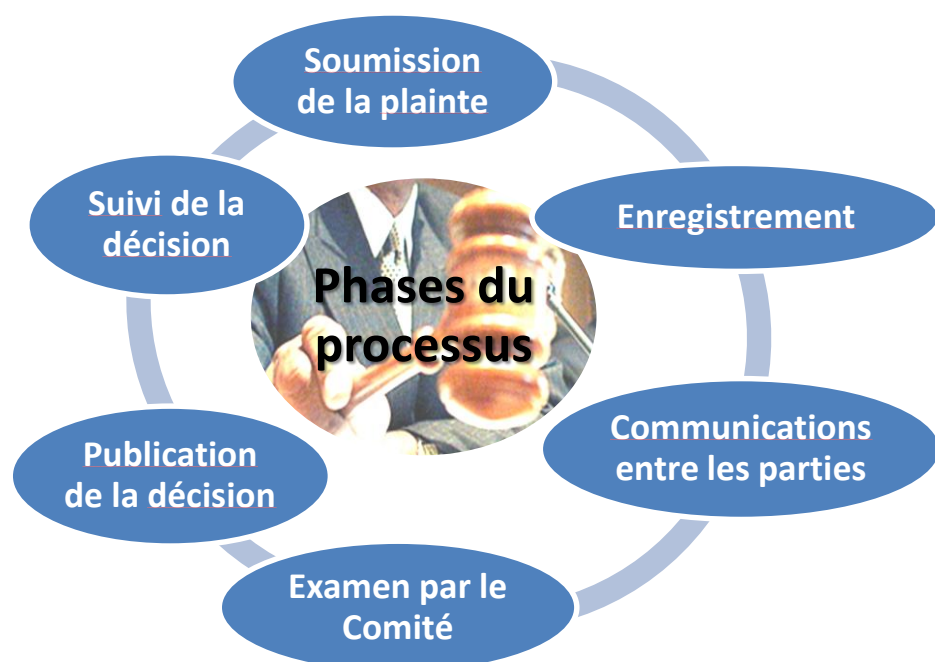 Soumission
de la plainte
Enregistrement
Communications
entre les parties
Examen par le
Comité
Publication
de la décision
Suivi de la
décision
Phases du
processus